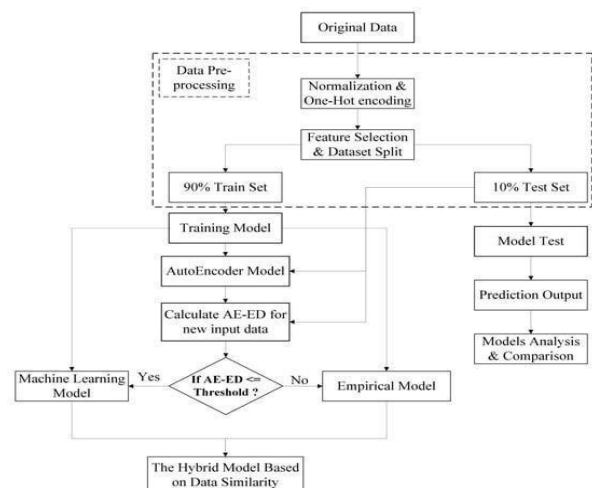 Original Data
Data Pre-
processing
Normalization &
One-Hot encoding
Feature Selection
& Dataset Split
90% Train Set
10% Test Set
Training Model
Model Test
AutoEncoder Model
Prediction Output
Calculate AE-ED for
new input data
Models Analysis
& Comparison
Machine Learning
Model
Yes
If AE-ED <=
Threshold ?
No
Empirical Model
The Hybrid Model Based
on Data Similarity